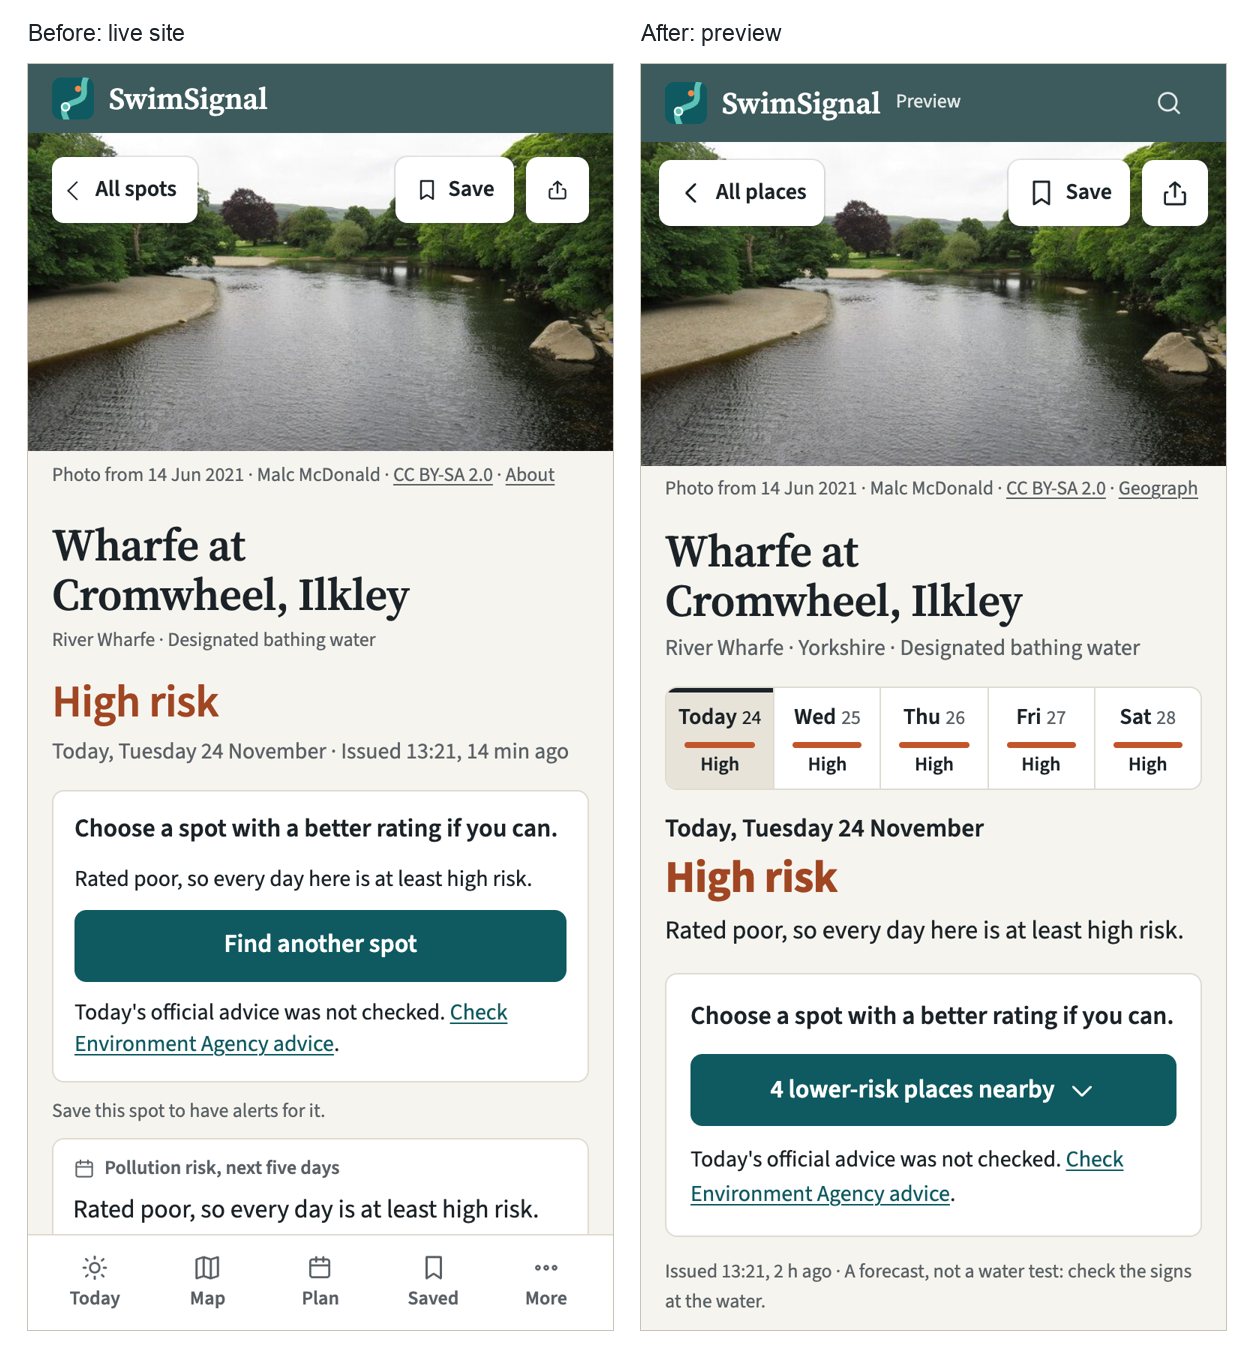 Before: live site
SwimSignal
All spots
Save
Photo from 14 Jun 2021 · Malc McDonald · CC BY-SA 2.0 · About
Wharfe at
Cromwheel, Ilkley
River Wharfe · Designated bathing water
High risk
Today, Tuesday 24 November · Issued 13:21, 14 min ago
Choose a spot with a better rating if you can.
Rated poor, so every day here is at least high risk.
Find another spot
Today's official advice was not checked. Check
Environment Agency advice.
Save this spot to have alerts for it.
Pollution risk, next five days
Rated poor, so every day is at least high risk.
Today
Map
Plan
Saved
More
After: preview
SwimSignal Preview
All places
Save
Photo from 14 Jun 2021 · Malc McDonald · CC BY-SA 2.0 · Geograph
Wharfe at
Cromwheel, Ilkley
River Wharfe · Yorkshire · Designated bathing water
Today 24
High
Wed 25
High
Thu 26
High
Fri 27
High
Sat 28
High
Today, Tuesday 24 November
High risk
Rated poor, so every day here is at least high risk.
Choose a spot with a better rating if you can.
4 lower-risk places nearby
Today's official advice was not checked. Check
Environment Agency advice.
Issued 13:21, 2 h ago · A forecast, not a water test: check the signs
at the water.